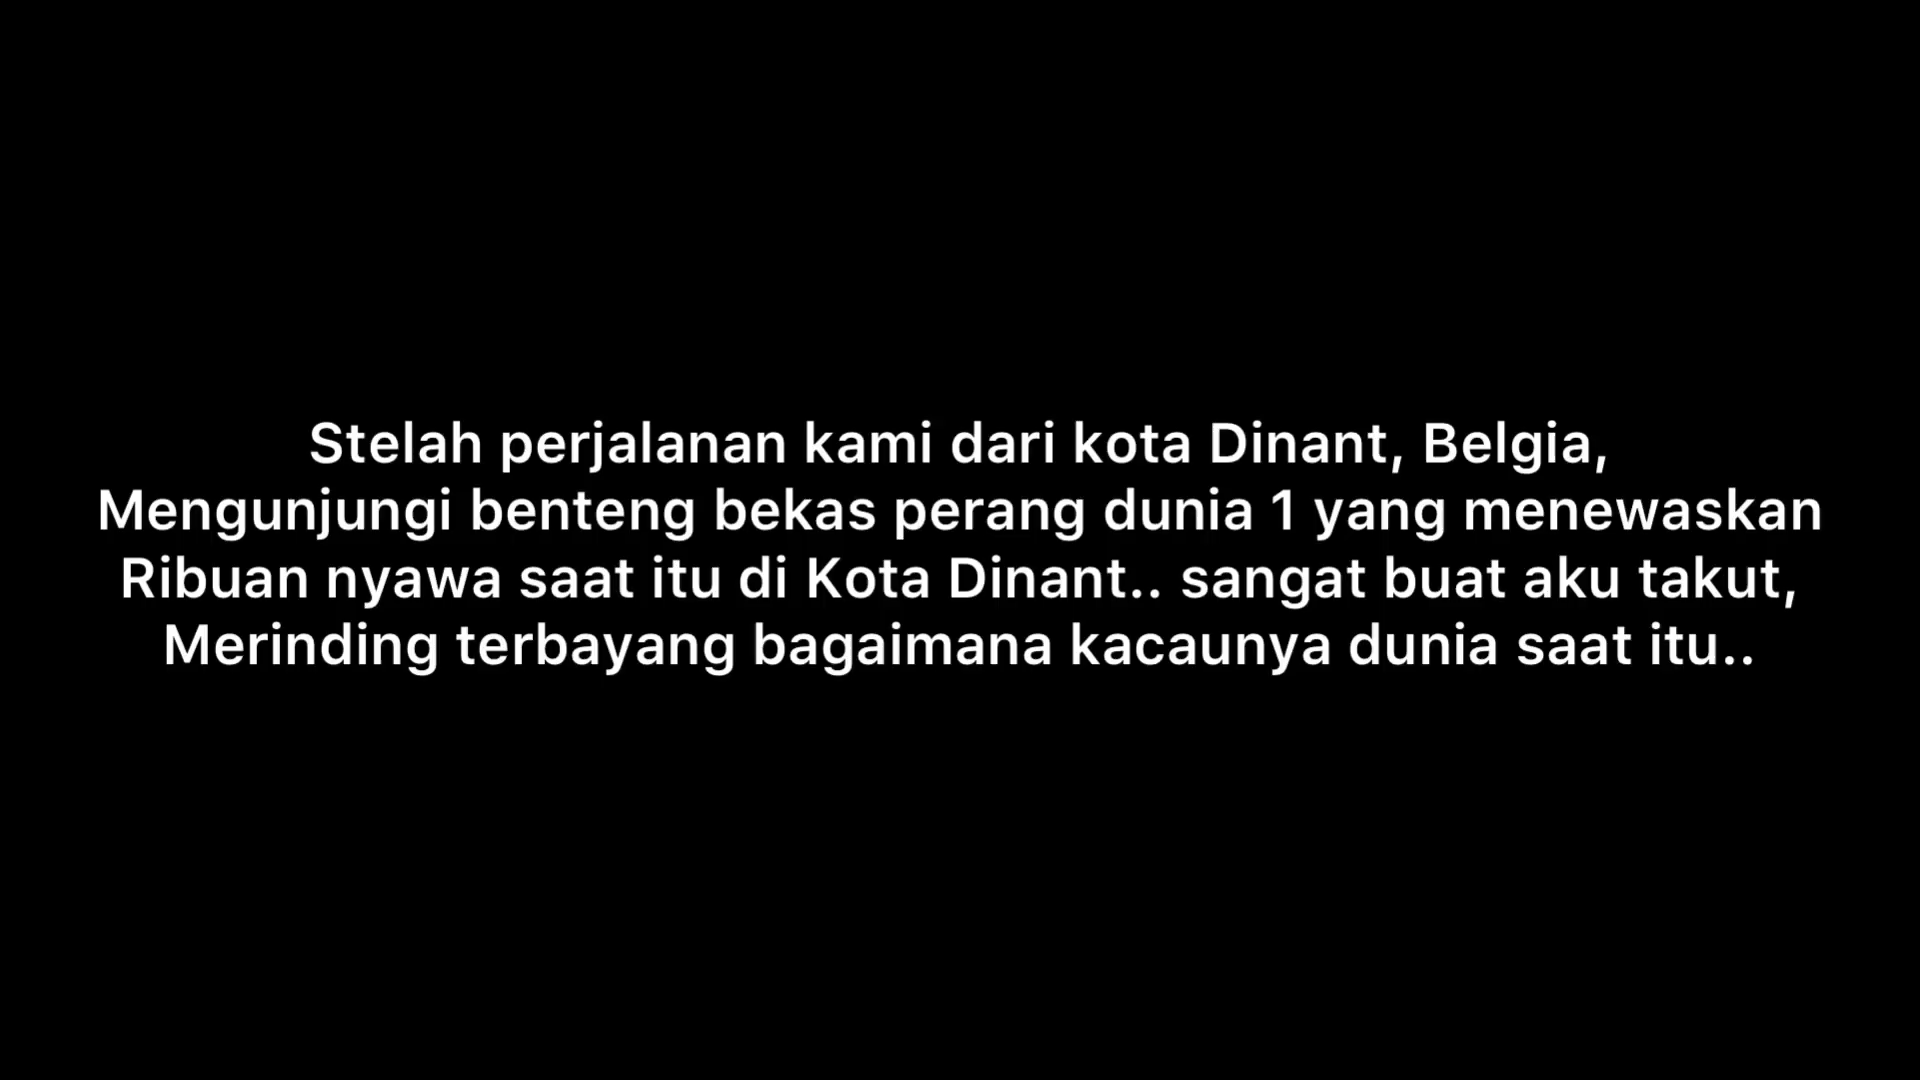 Stelah perjalanan kami dari kota Dinant, Belgia,
Mengunjungi benteng bekas perang dunia 1 yang menewaskan
Ribuan nyawa saat itu di Kota Dinant.. sangat buat aku takut,
Merinding terbayang bagaimana kacaunya dunia saat itu..